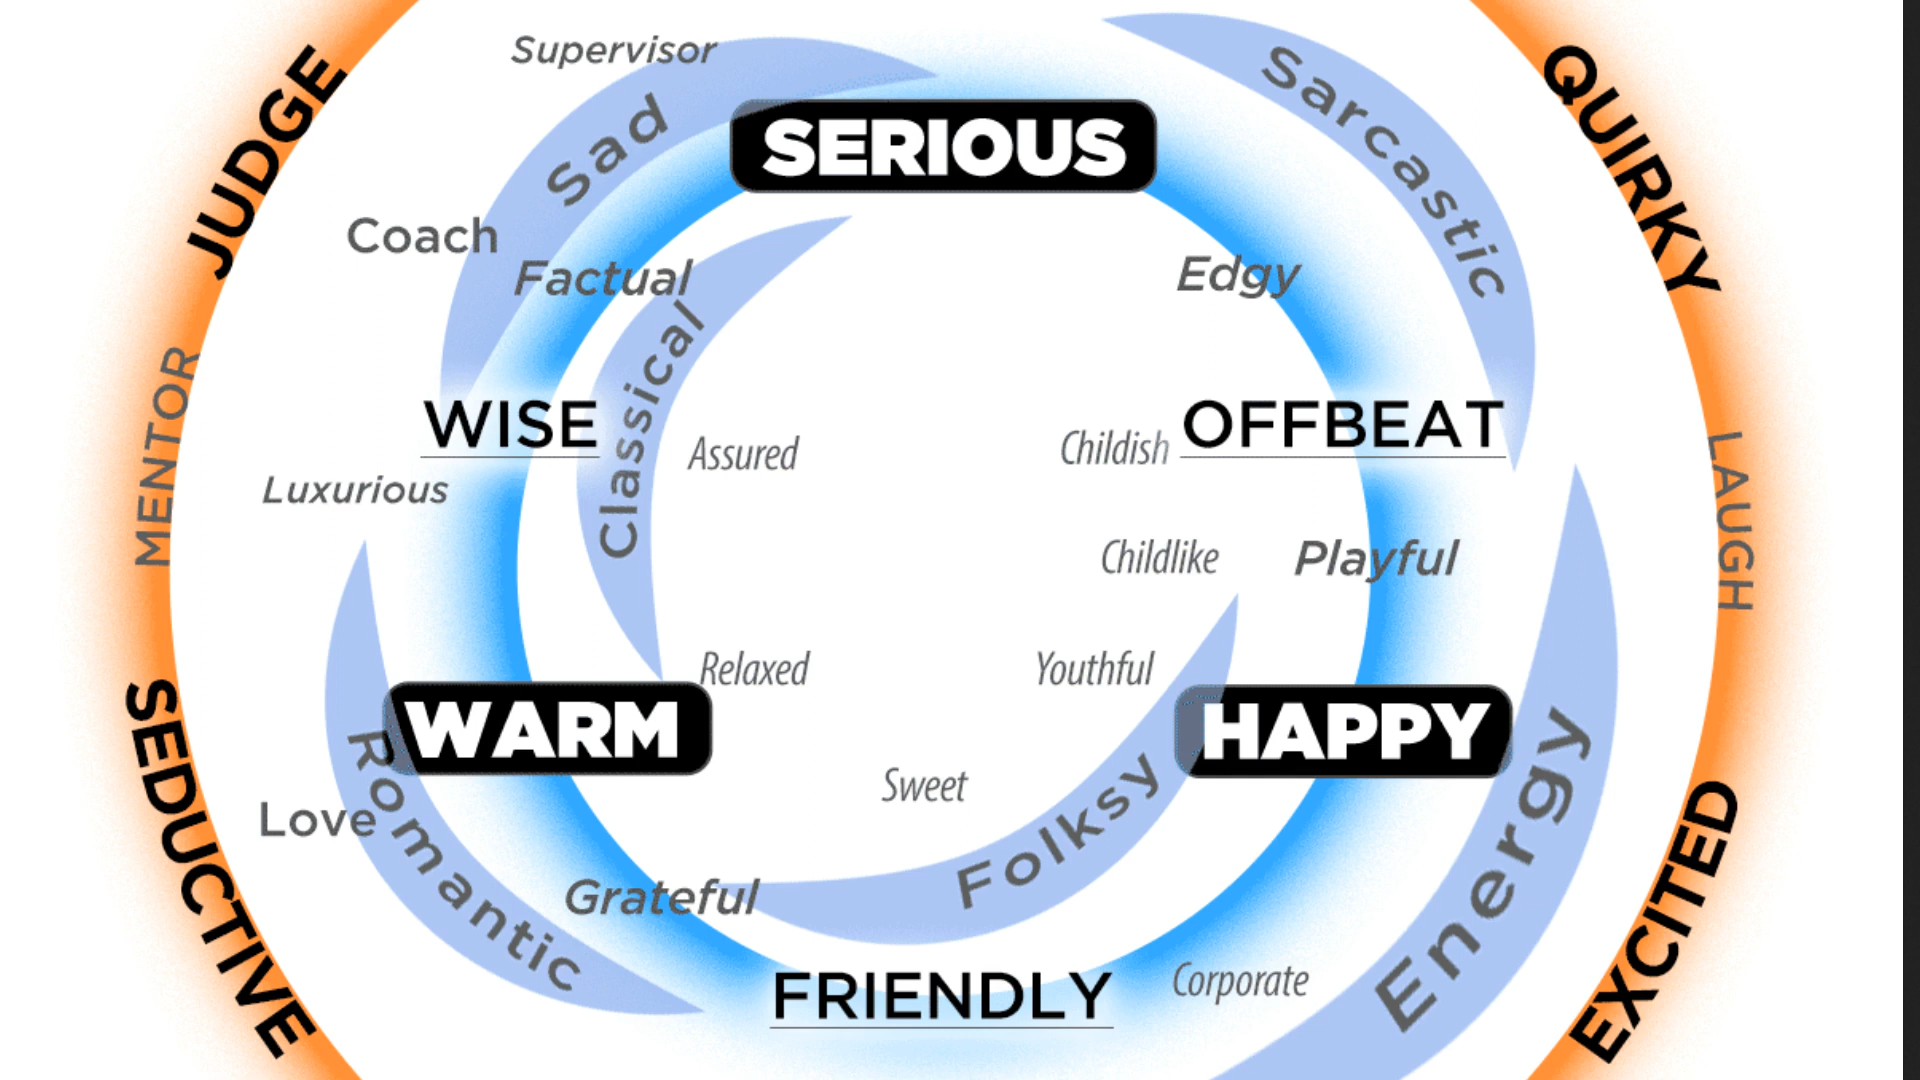 Supervisor
JUDGE
Sad
SERIOUS
Sarcastic
QUIRKY
Coach
Factual
Edgy
MENTOR
Classical
WISE
Assured
Childish
OFFBEAT
LAUGH
Luxurious
Childlike
Playful
Relaxed
Youthful
SEDUCTIVE
WARM
HAPPY
Romantic
Love
Sweet
Folksy
Energy
EXCITED
Grateful
FRIENDLY
Corporate